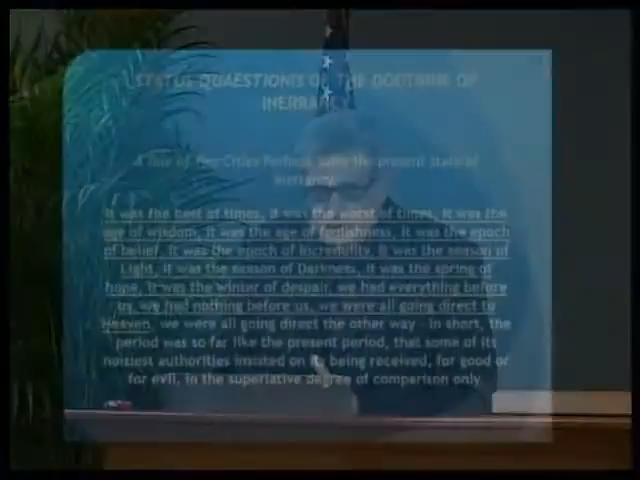 STATUS QUAESTIONIS OF THE DOCTRINE OF
INERRANCY
A Tale of Two Cities Perhaps sums the present state of
inerrancy
It was the best of times, it was the worst of times, it was the
age of wisdom, it was the age of foolishness, it was the epoch
of belief, it was the epoch of incredulity, it was the season of
Light, it was the season of Darkness, it was the spring of
hope, it was the winter of despair, we had everything before
us, we had nothing before us, we were all going direct to
Heaven, we were all going direct the other way - in short, the
period was so far like the present period, that some of its
noisiest authorities insisted on its being received, for good or
for evil, in the superlative degree of comparison only